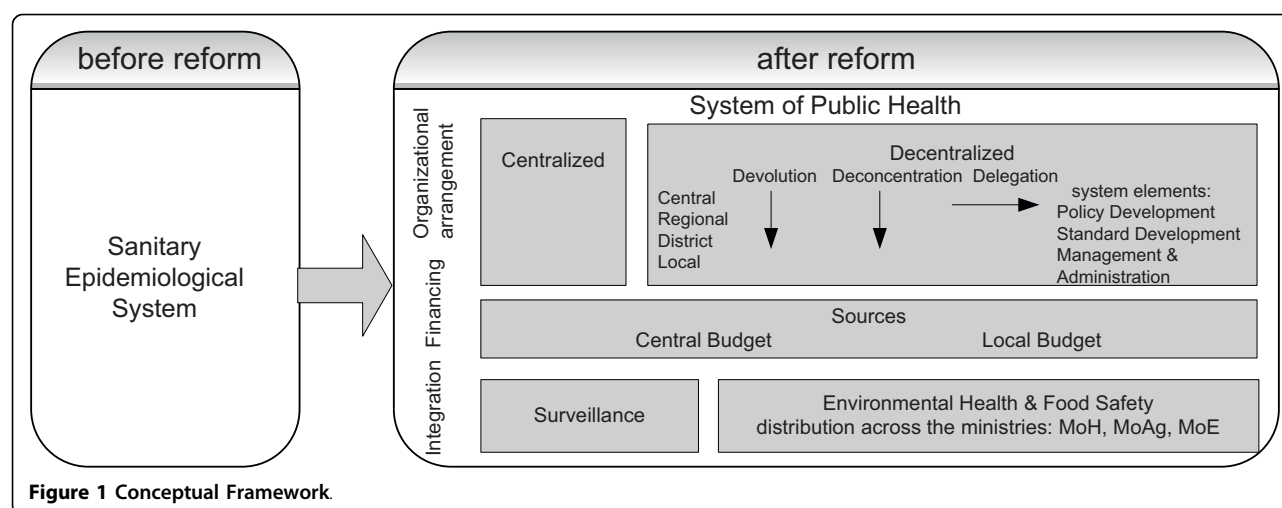 before reform
Sanitary
Epidemiological
System
after reform
System of Public Health
Organizational
arrangement
Centralized
Decentralized
Devolution Deconcentration Delegation
Central
Regional
District
Local
system elements:
Policy Development
Standard Development
Management &
Administration
Financing
Sources
Central Budget Local Budget
Integration
Surveillance
Environmental Health & Food Safety
distribution across the ministries: MoH, MoAg, MoE
Figure 1 Conceptual Framework.